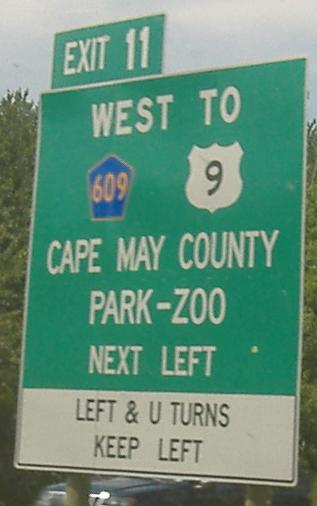 EXIT 11
WEST TO
609 9
CAPE MAY COUNTY
PARK-ZOO
NEXT LEFT
LEFT & U TURNS
KEEP LEFT